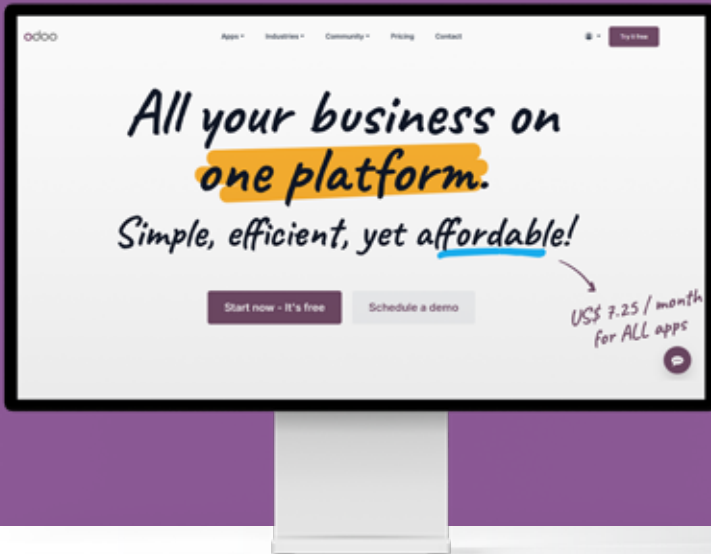 odoo
Apps Industries Community Pricing Contact
Try it free
All your business on
one platform.
Simple, efficient, yet affordable!
US$ 7.25 / month
for ALL apps
Start now - It's free
Schedule a demo